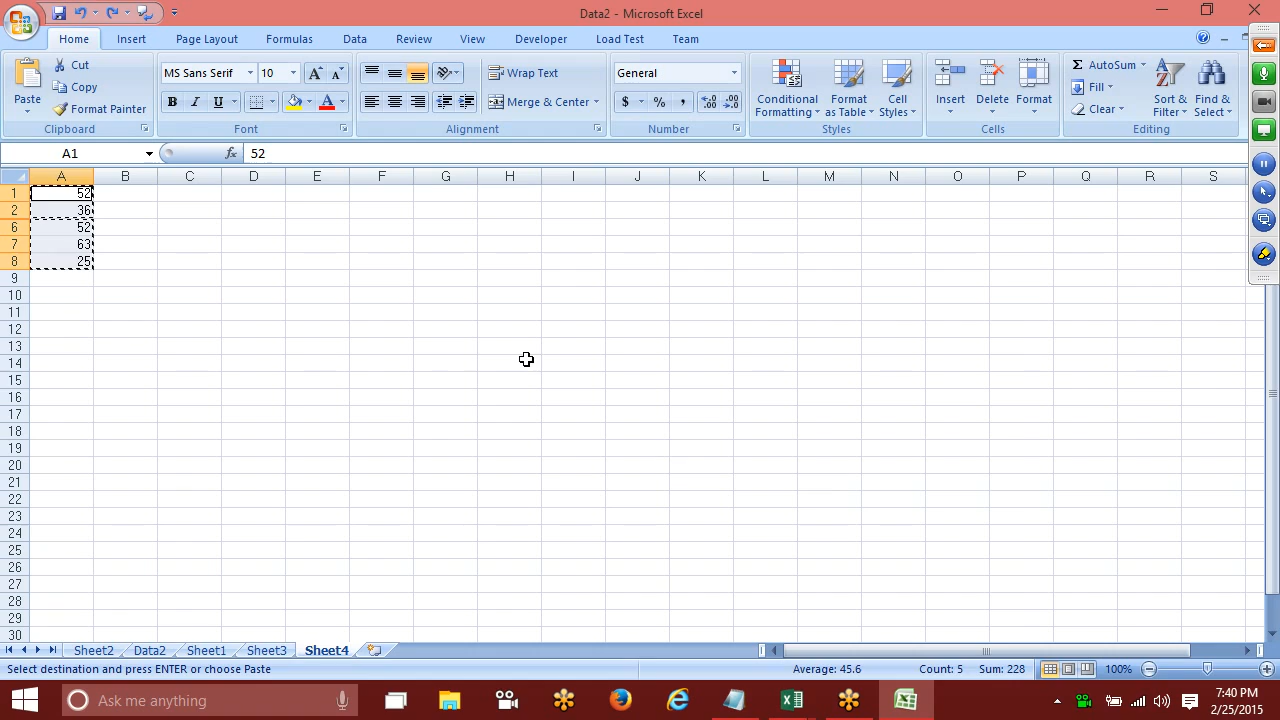 Data2 - Microsoft Excel
Home Insert Page Layout Formulas Data Review View Developer Load Test Team
Paste Cut Copy Format Painter Clipboard
MS Sans Serif 10 Font
Wrap Text Merge & Center Alignment
General $ % , Number
Conditional Formatting Format as Table Cell Styles Styles
Insert Delete Format Cells
AutoSum Fill Clear Sort & Filter Find & Select Editing
A1 fx 52
A B C D E F G H I J K L M N O P Q R S
1 52
2 36
6 52
7 63
8 25
9
10
11
12
13
14
15
16
17
18
19
20
21
22
23
24
25
26
27
28
29
30
Sheet2 Data2 Sheet1 Sheet3 Sheet4
Select destination and press ENTER or choose Paste Average: 45.6 Count: 5 Sum: 228 100%
Ask me anything 7:40 PM
2/25/2015